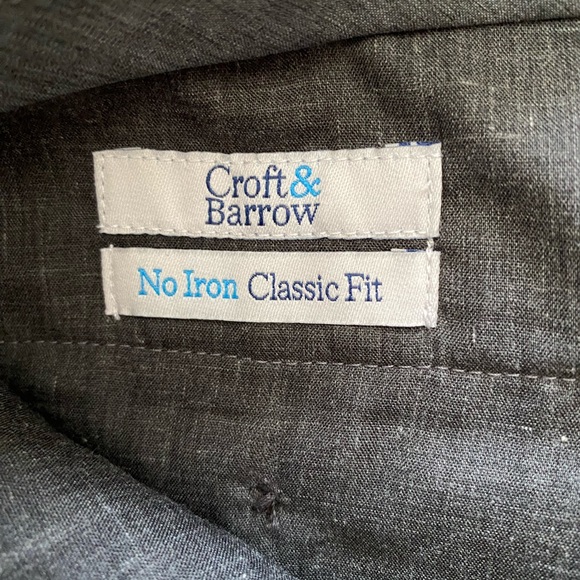 Croft&
Barrow
No Iron Classic Fit